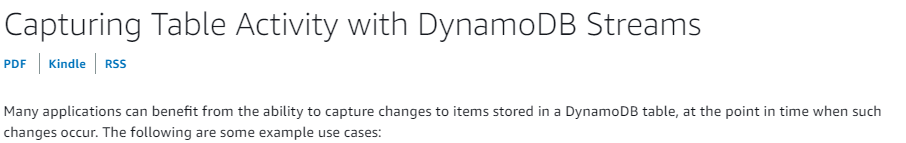 Capturing Table Activity with DynamoDB Streams
PDF | Kindle | RSS
Many applications can benefit from the ability to capture changes to items stored in a DynamoDB table, at the point in time when such
changes occur. The following are some example use cases: